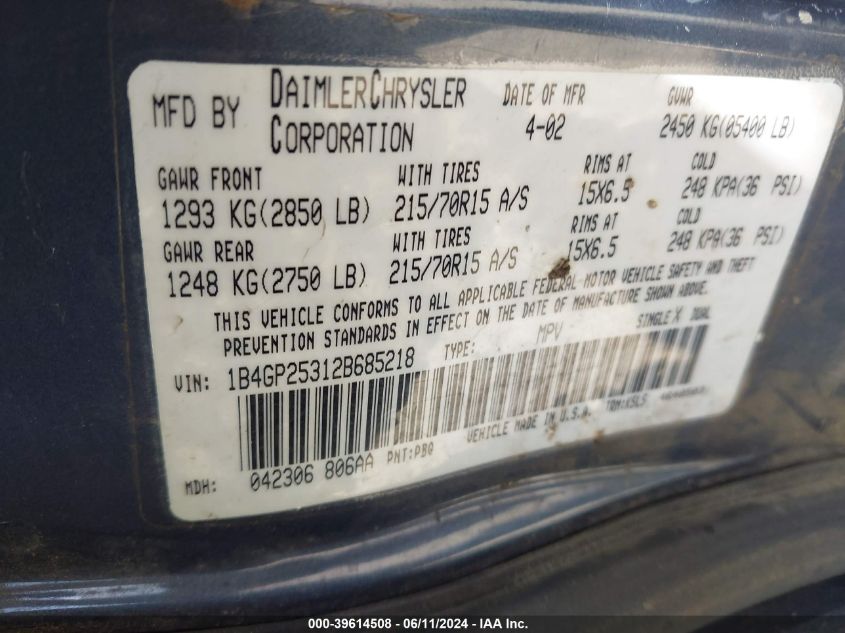 MFD BY DAIMLERCHRYSLER CORPORATION
DATE OF MFR 4-02
GVWR 2450 KG(05400 LB)
GAWR FRONT WITH TIRES RIMS AT COLD
1293 KG(2850 LB) 215/70R15 A/S 15X6.5 248 KPA(36 PSI)
GAWR REAR WITH TIRES RIMS AT COLD
1248 KG(2750 LB) 215/70R15 A/S 15X6.5 248 KPA(36 PSI)
THIS VEHICLE CONFORMS TO ALL APPLICABLE FEDERAL-MOTOR VEHICLE SAFETY AND THEFT
PREVENTION STANDARDS IN EFFECT ON THE DATE OF MANUFACTURE SHOWN ABOVE.
VIN: 1B4GP25312B685218 TYPE: MPV SINGLE X DUAL
VEHICLE MADE IN U.S.A. TRM:K5L5
MDH: 042306 806AA PNT:PBQ
000-39614508 - 06/11/2024 - IAA Inc.